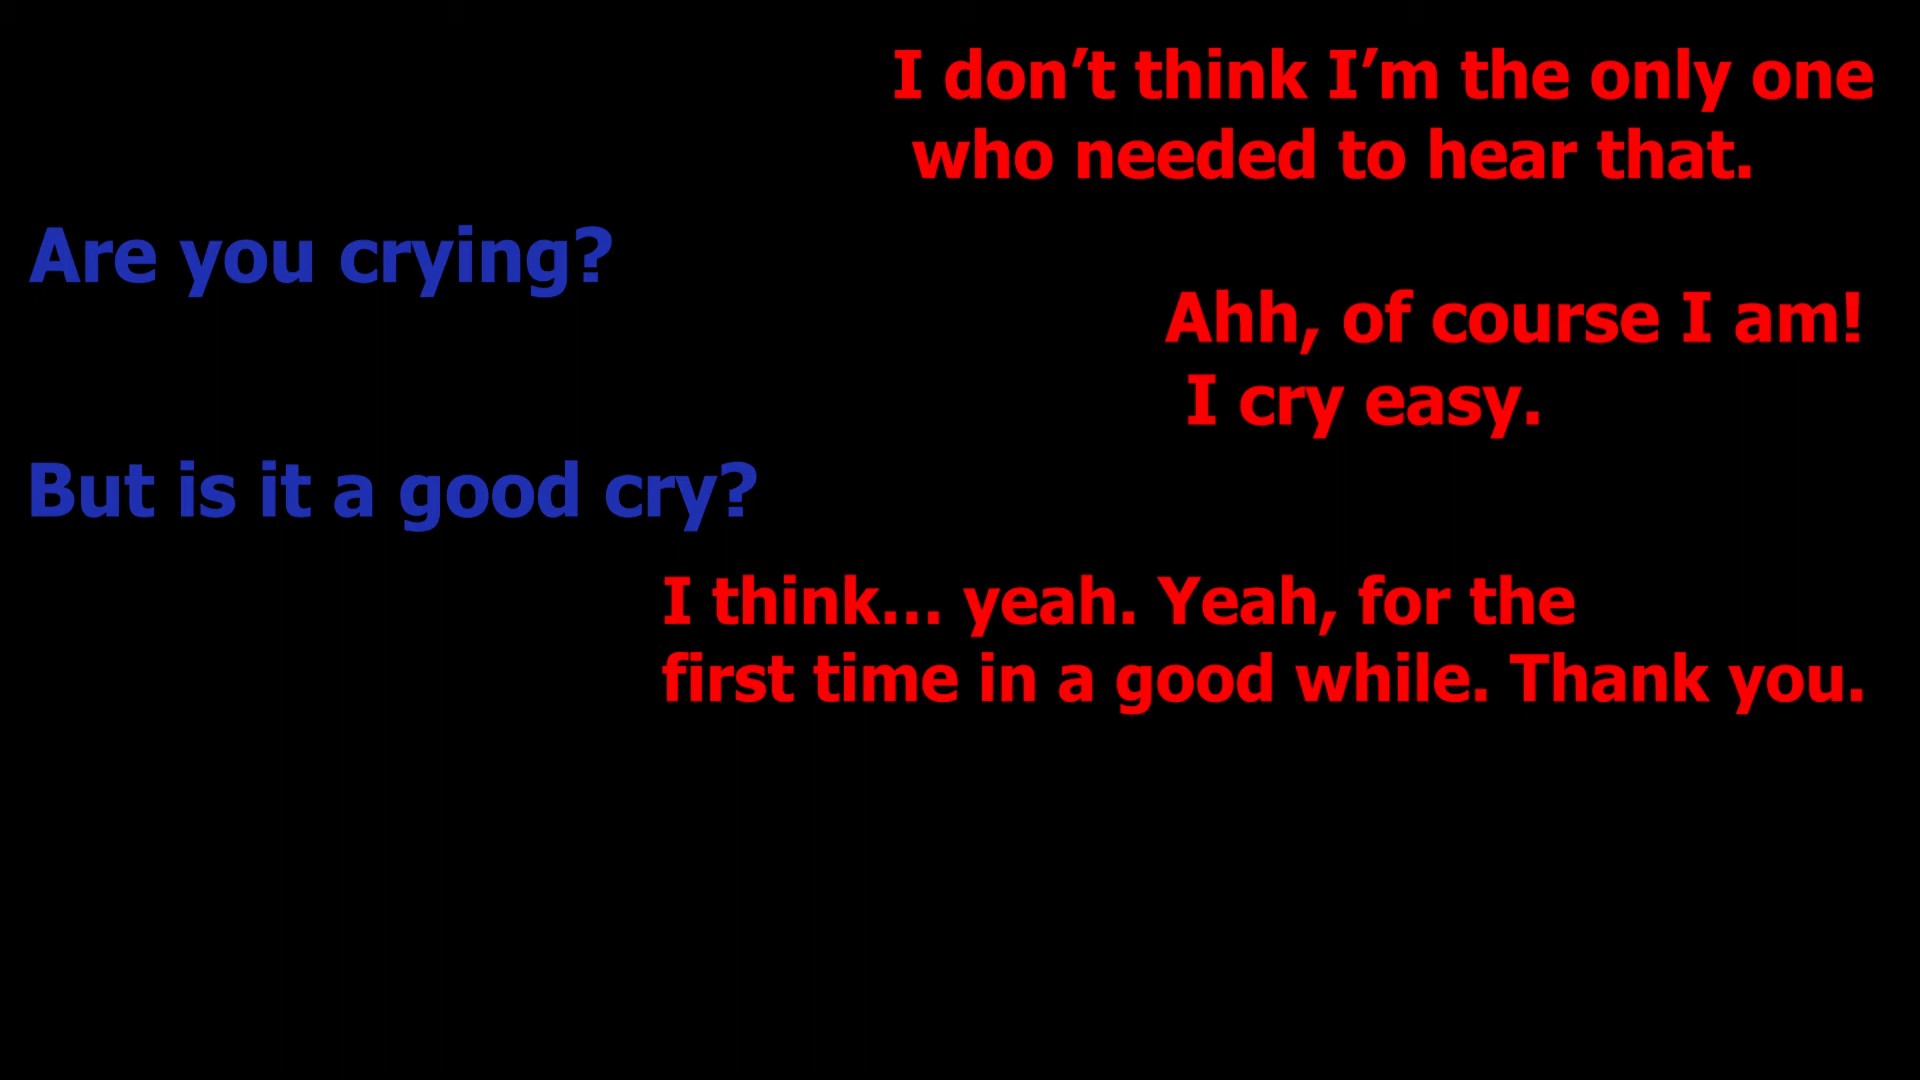 I don’t think I’m the only one
who needed to hear that.
Are you crying?
Ahh, of course I am!
I cry easy.
But is it a good cry?
I think... yeah. Yeah, for the
first time in a good while. Thank you.